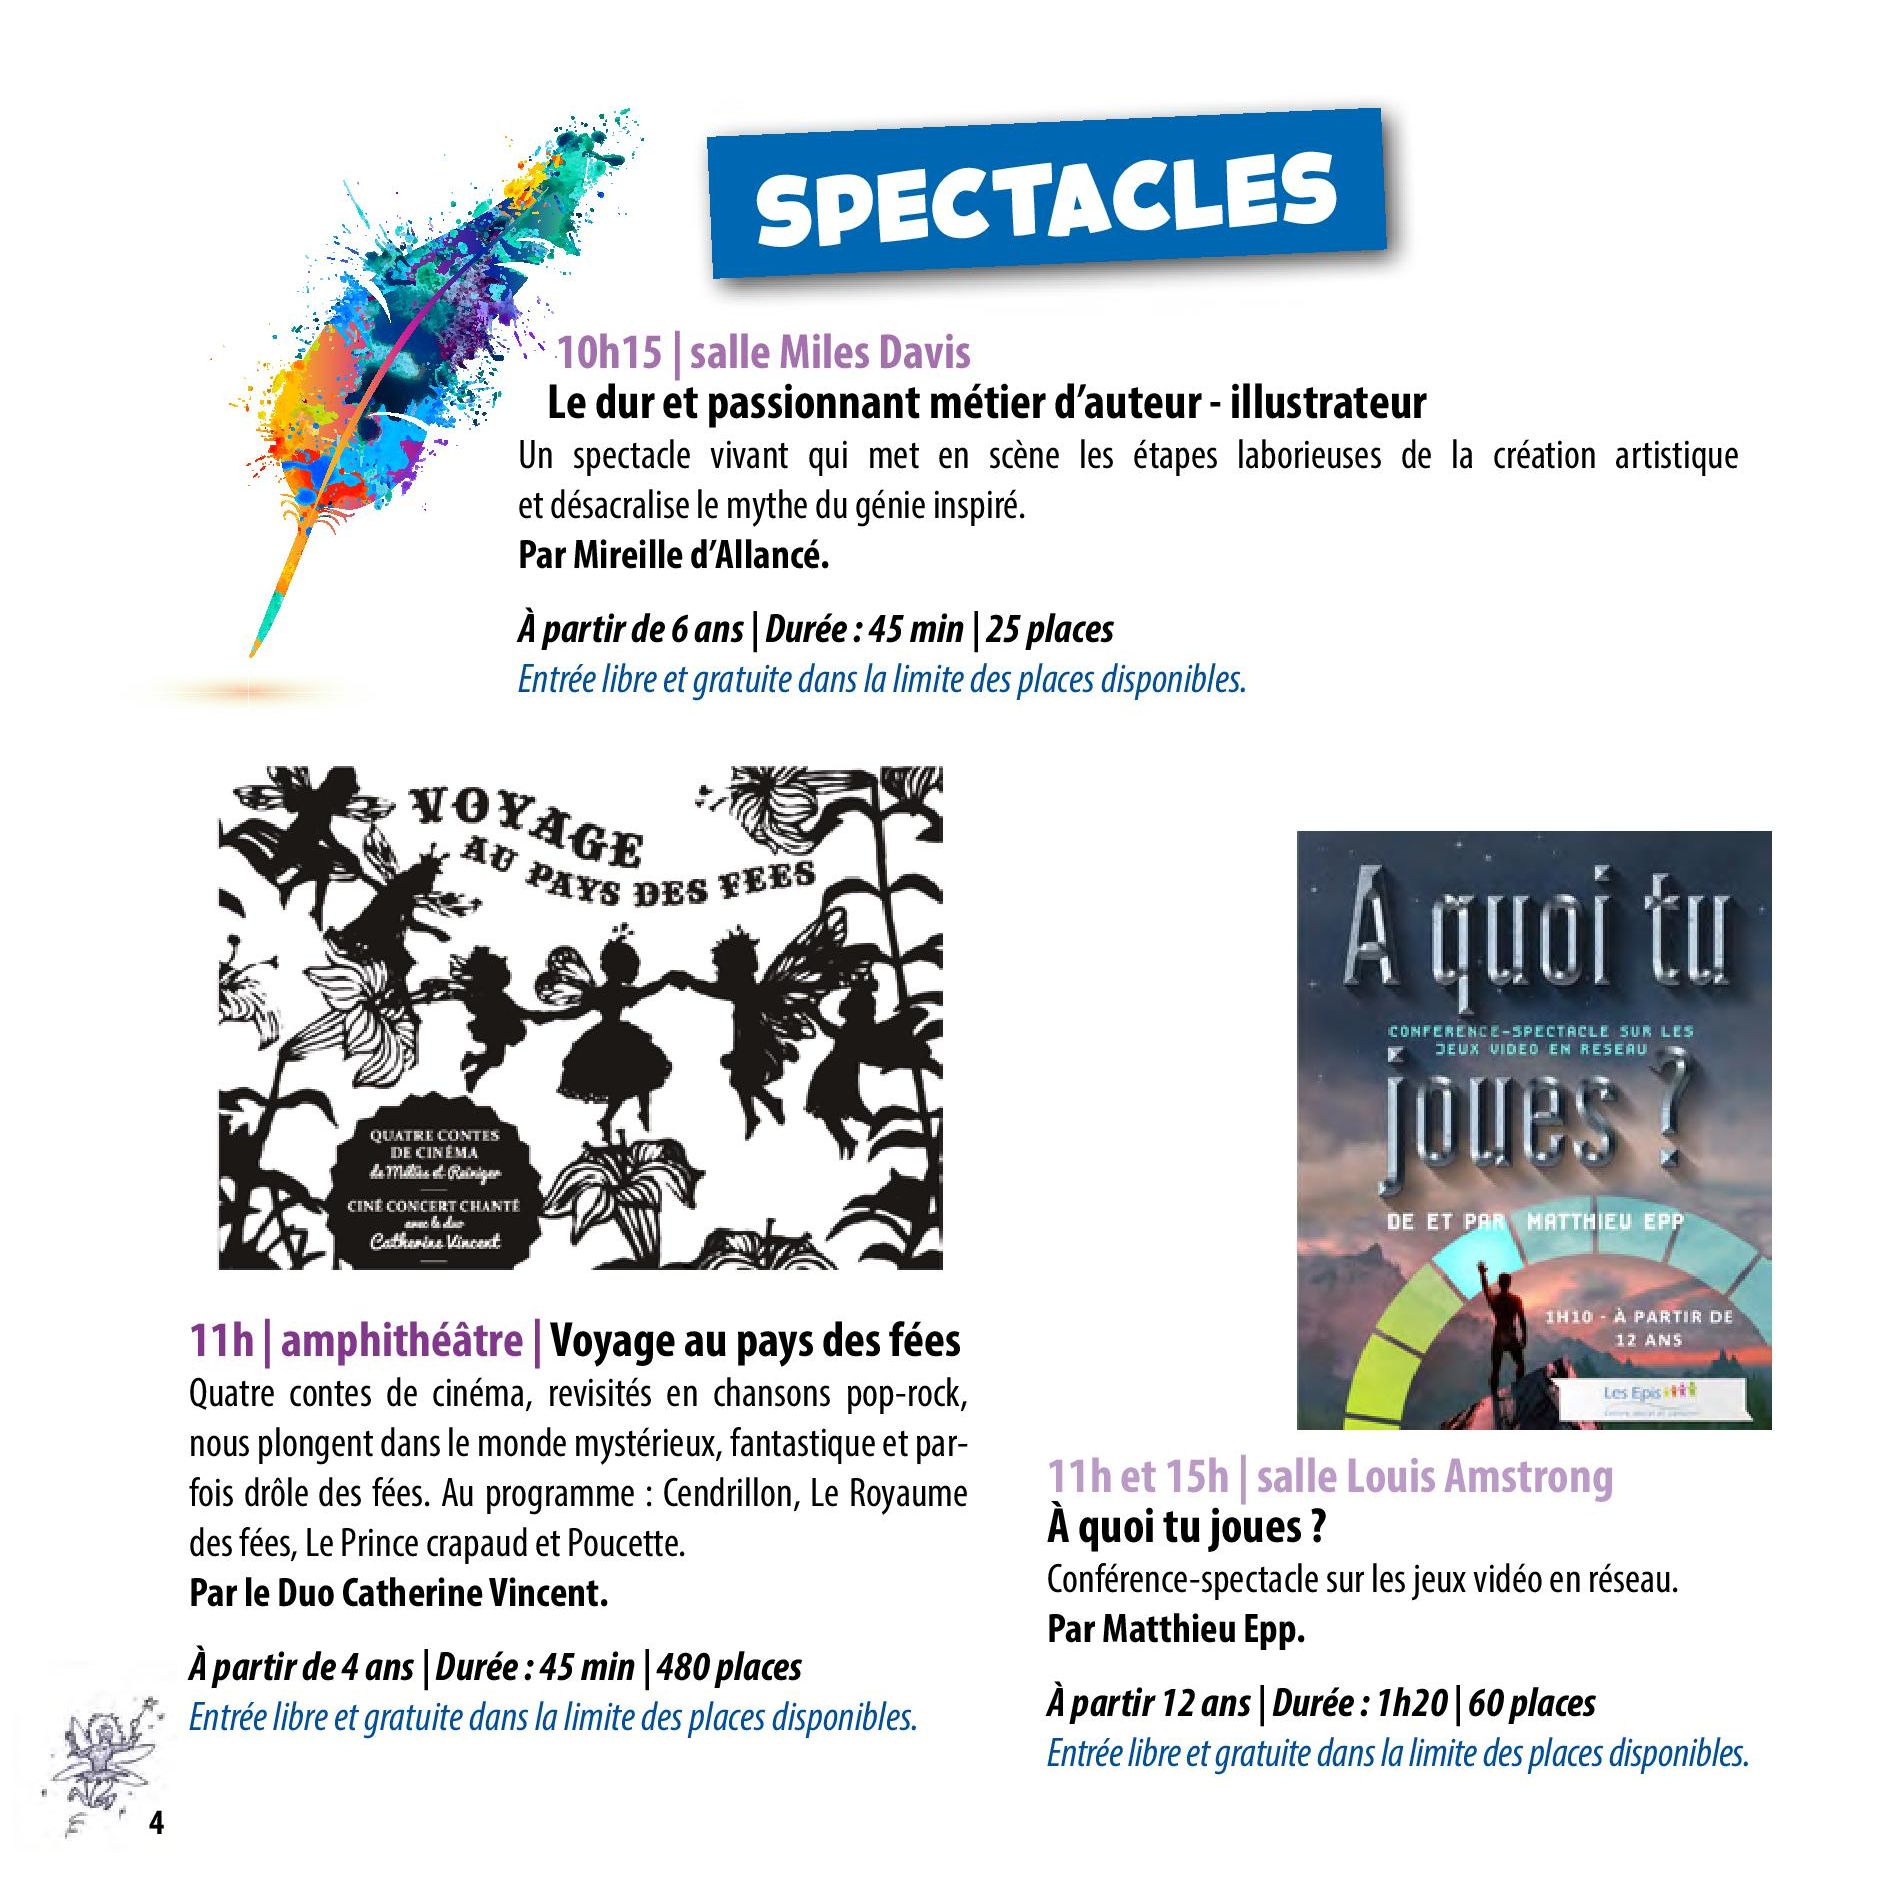 SPECTACLES
10h15 | salle Miles Davis
Le dur et passionnant métier d’auteur - illustrateur
Un spectacle vivant qui met en scène les étapes laborieuses de la création artistique
et désacralise le mythe du génie inspiré.
Par Mireille d’Allancé.
À partir de 6 ans | Durée : 45 min | 25 places
Entrée libre et gratuite dans la limite des places disponibles.
VOYAGE
AU PAYS DES FEES
QUATRE CONTES
DE CINÉMA
de Méliès et Reiniger
CINÉ CONCERT CHANTÉ
avec le duo
Catherine Vincent
11h | amphithéâtre | Voyage au pays des fées
Quatre contes de cinéma, revisités en chansons pop-rock,
nous plongent dans le monde mystérieux, fantastique et par-
fois drôle des fées. Au programme : Cendrillon, Le Royaume
des fées, Le Prince crapaud et Poucette.
Par le Duo Catherine Vincent.
À partir de 4 ans | Durée : 45 min | 480 places
Entrée libre et gratuite dans la limite des places disponibles.
A quoi tu
CONFERENCE-SPECTACLE SUR LES
JEUX VIDEO EN RESEAU
joues ?
DE ET PAR MATTHIEU EPP
1H10 - À PARTIR DE
12 ANS
Les Epis
11h et 15h | salle Louis Amstrong
À quoi tu joues ?
Conférence-spectacle sur les jeux vidéo en réseau.
Par Matthieu Epp.
À partir 12 ans | Durée : 1h20 | 60 places
Entrée libre et gratuite dans la limite des places disponibles.
4